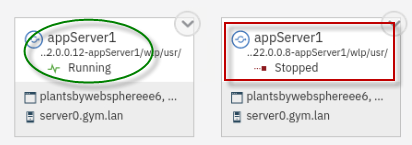 appServer1
..2.0.0.12-appServer1/wlp/usr/
Running
plantsbywebsphereee6, ...
server0.gym.lan
appServer1
..22.0.0.8-appServer1/wlp/usr/
Stopped
plantsbywebsphereee6, ...
server0.gym.lan